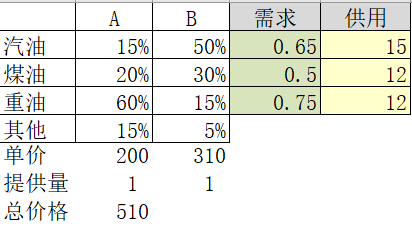 A B 需求 供用
汽油 15% 50% 0.65 15
煤油 20% 30% 0.5 12
重油 60% 15% 0.75 12
其他 15% 5%
单价 200 310
提供量 1 1
总价格 510